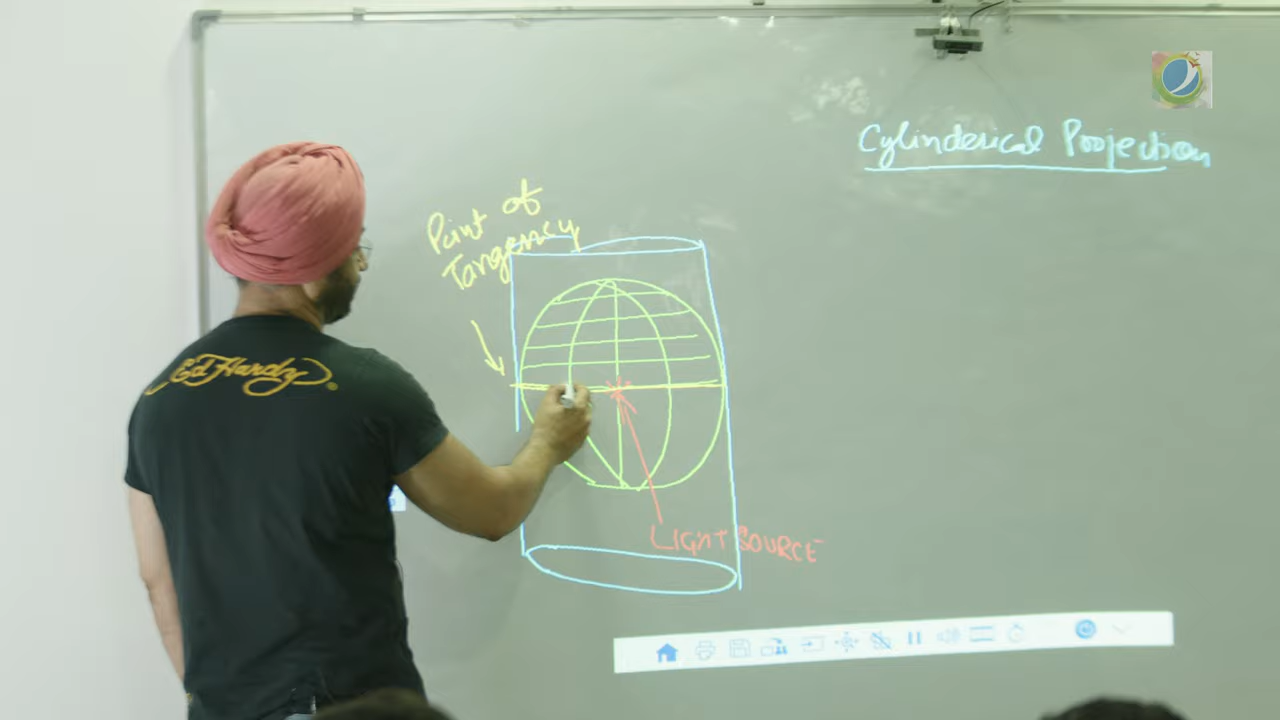 Cylinderical Projection
Point of
Tangency
LIGHT SOURCE
Ed Hardy